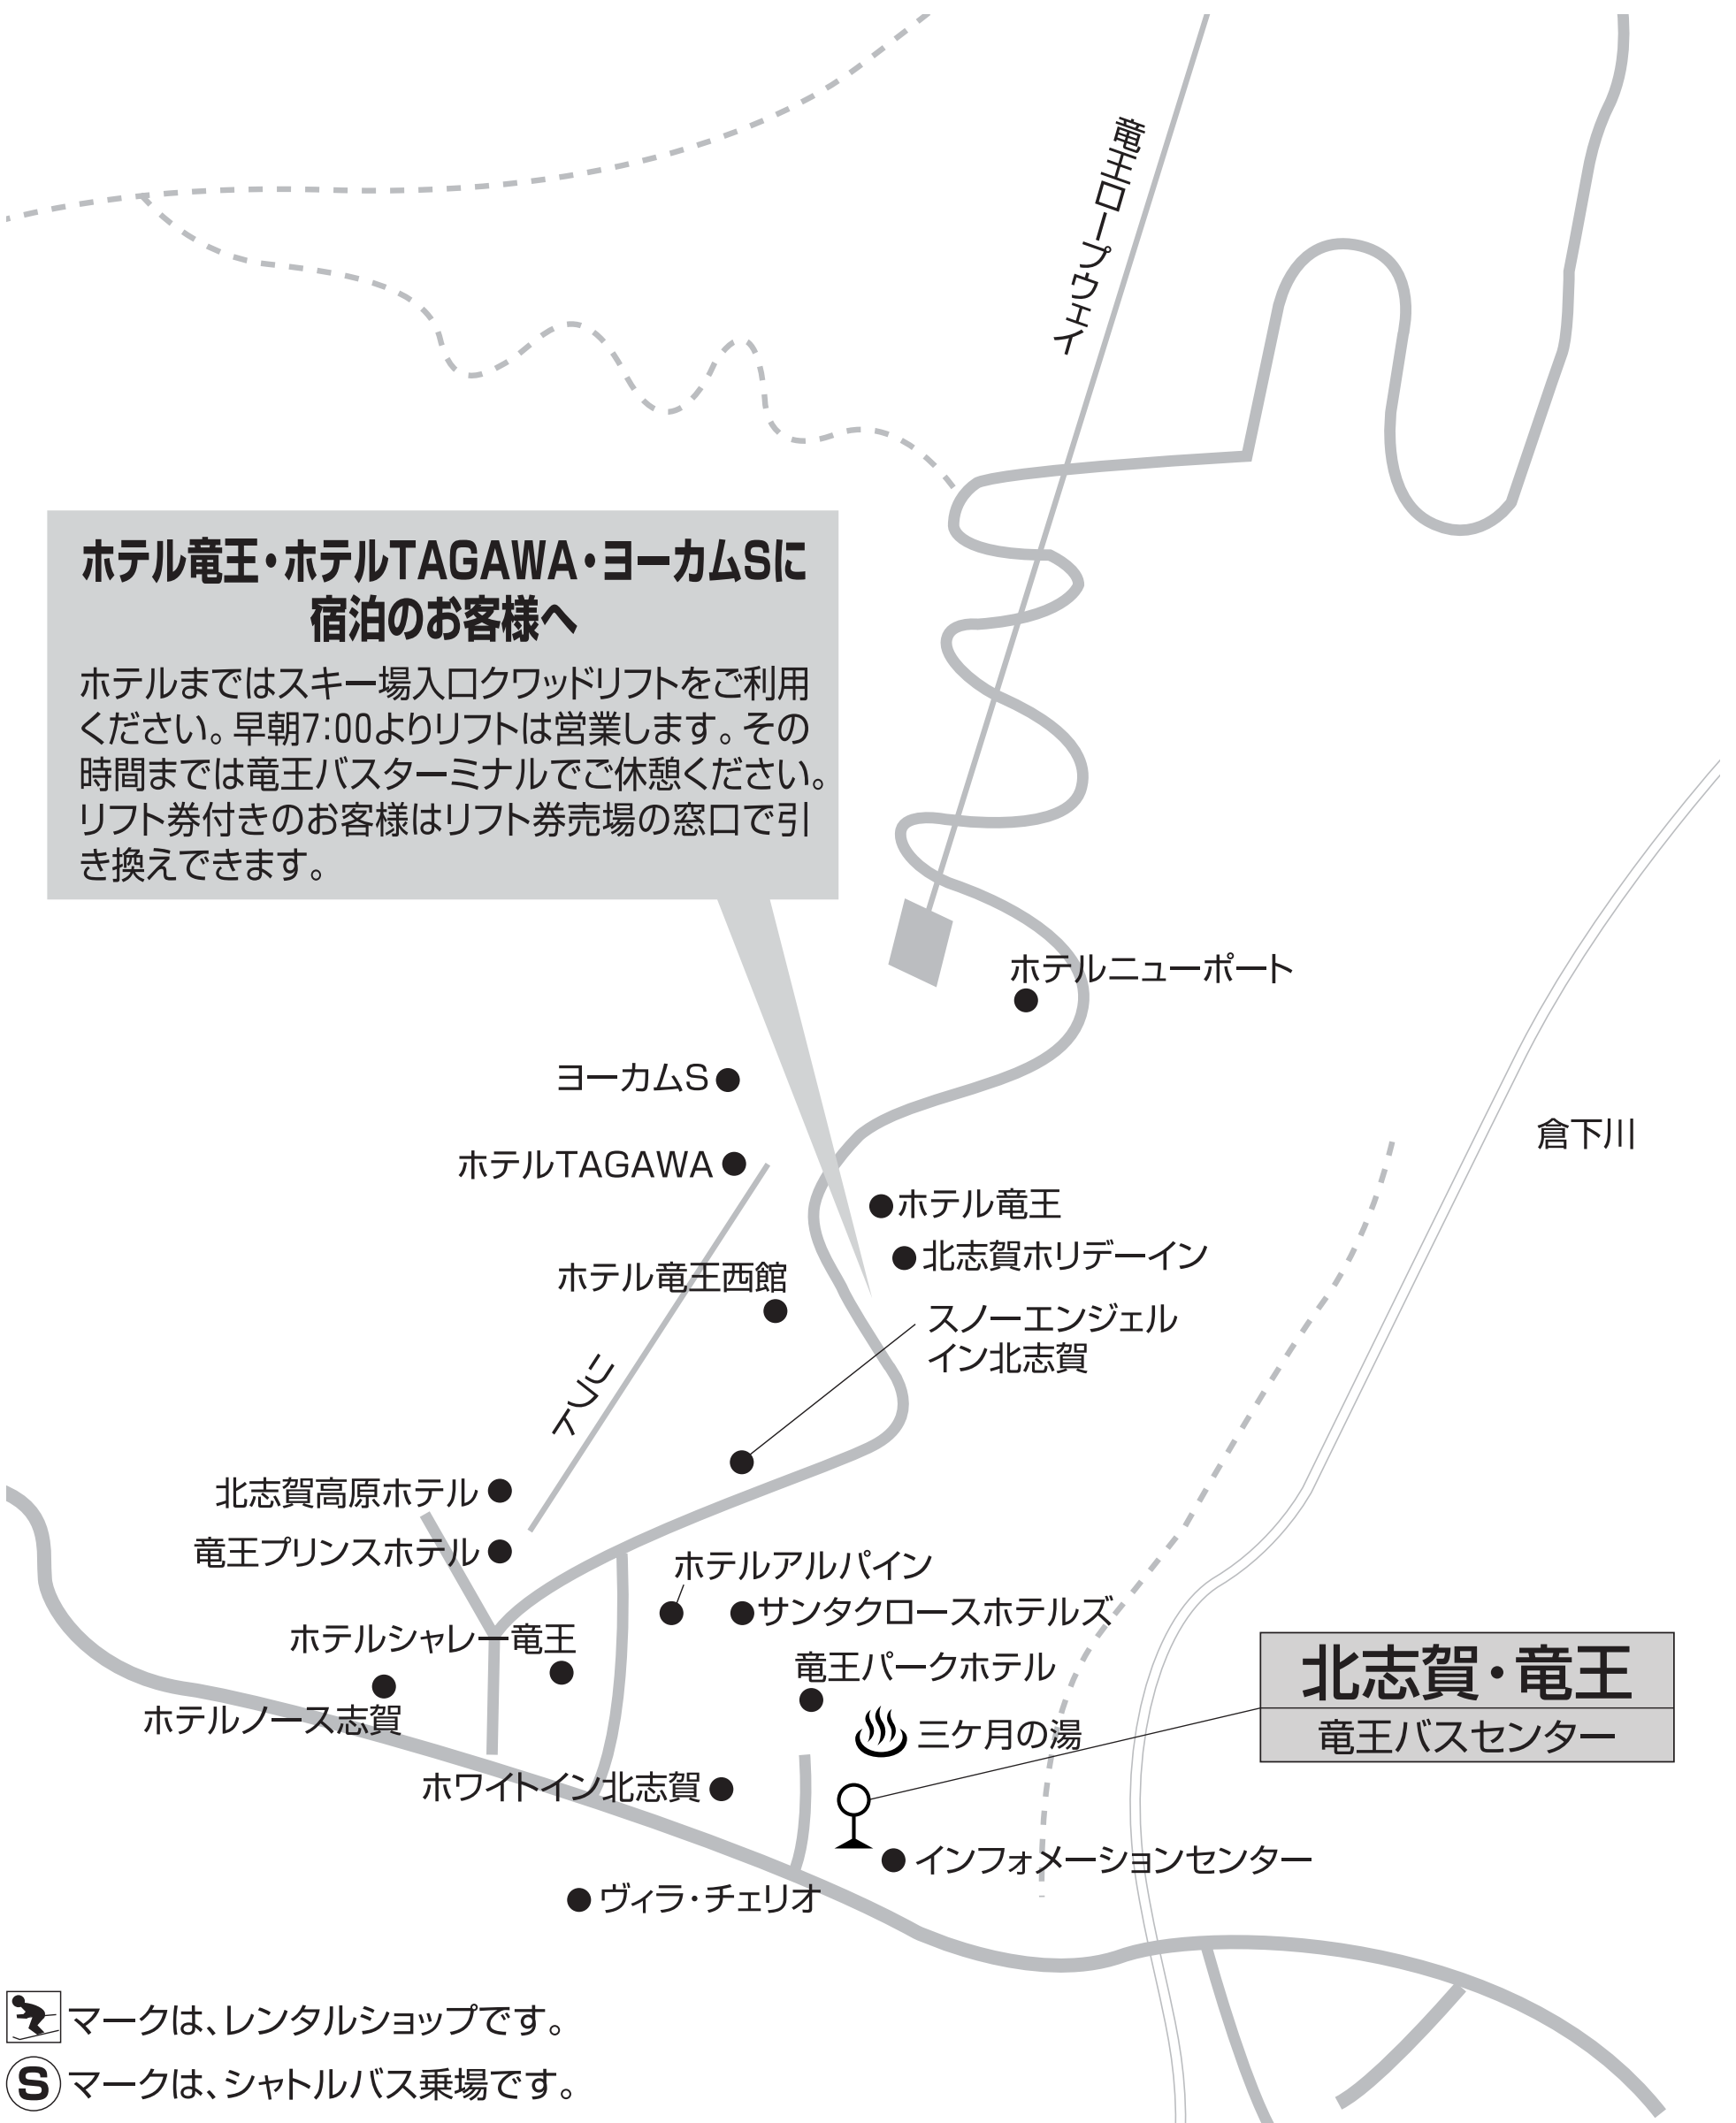 竜王ロープウェイ
ホテル竜王・ホテルTAGAWA・ヨーカムSに
宿泊のお客様へ
ホテルまではスキー場入口クワッドリフトをご利用
ください。早朝7:00よりリフトは営業します。その
時間までは竜王バスターミナルでご休憩ください。
リフト券付きのお客様はリフト券売場の窓口で引
き換えできます。
ホテルニューポート
ヨーカムS
倉下川
ホテルTAGAWA
ホテル竜王
北志賀ホリデーイン
ホテル竜王西館
スノーエンジェル
イン北志賀
リフト
北志賀高原ホテル
竜王プリンスホテル
ホテルアルパイン
サンタクロースホテルズ
ホテルシャレー竜王
竜王パークホテル
北志賀・竜王
竜王バスセンター
ホテルノース志賀
三ケ月の湯
ホワイトイン北志賀
インフォメーションセンター
ヴィラ・チェリオ
マークは、レンタルショップです。
S マークは、シャトルバス乗場です。